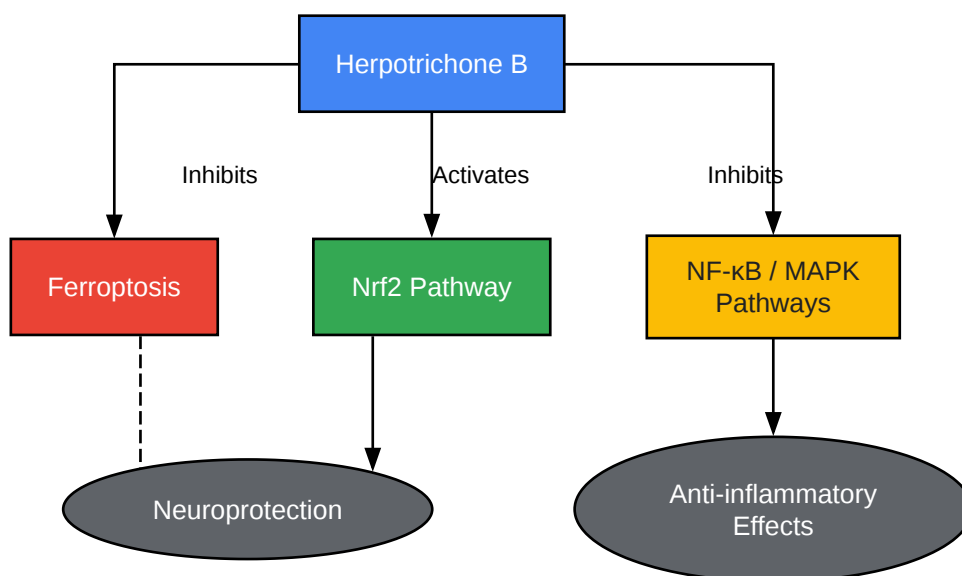 Herpotrichone B
Inhibits
Activates
Inhibits
Ferroptosis
Nrf2 Pathway
NF-κB / MAPK
Pathways
Neuroprotection
Anti-inflammatory
Effects